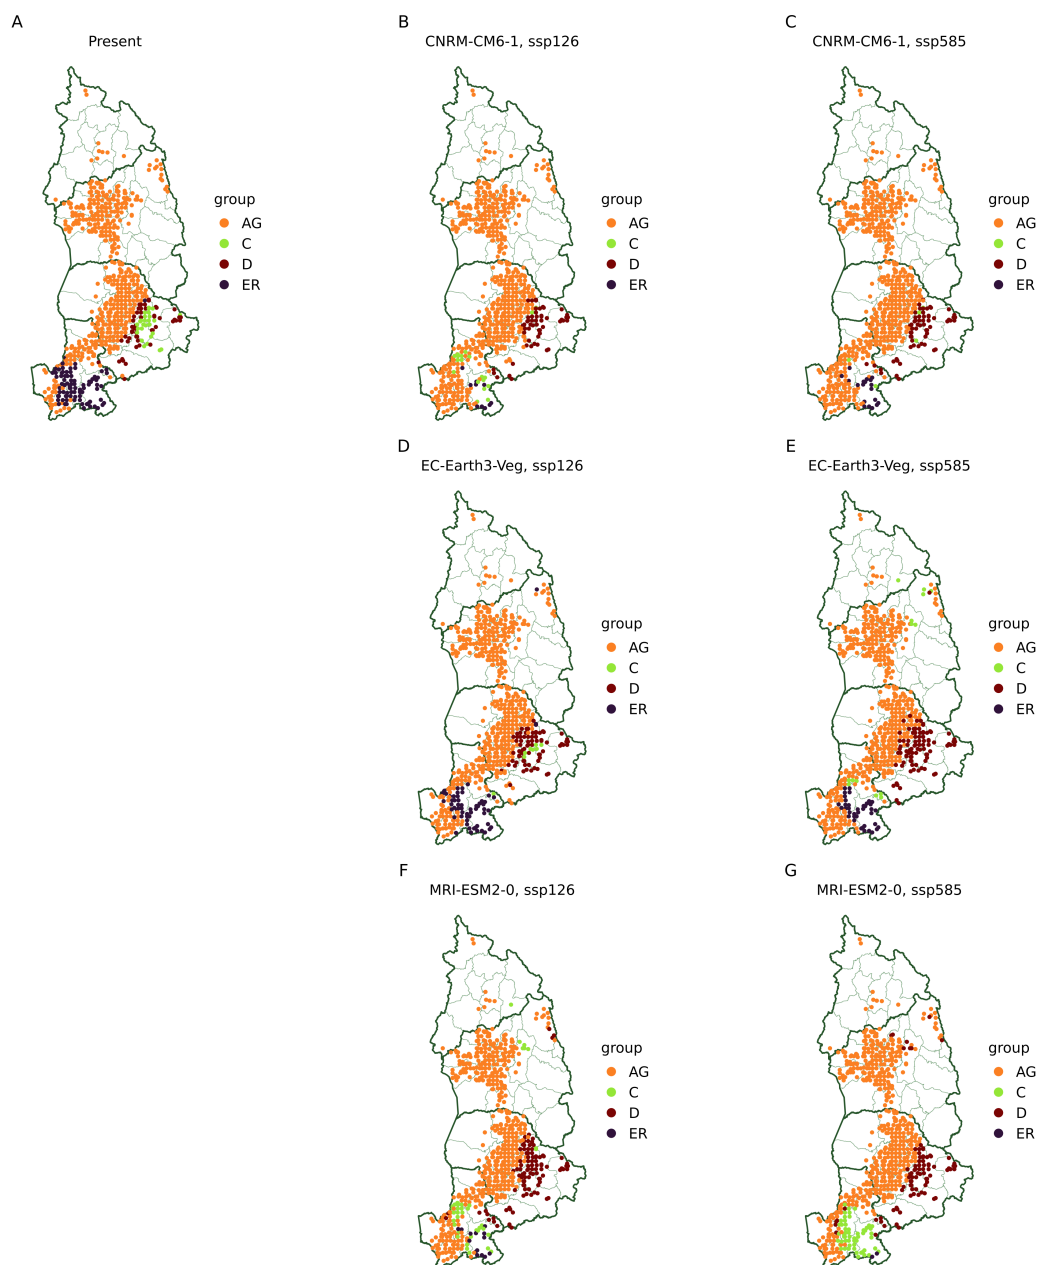 A
Present
group
AG
C
D
ER
B
CNRM-CM6-1, ssp126
group
AG
C
D
ER
C
CNRM-CM6-1, ssp585
group
AG
C
D
ER
D
EC-Earth3-Veg, ssp126
group
AG
C
D
ER
E
EC-Earth3-Veg, ssp585
group
AG
C
D
ER
F
MRI-ESM2-0, ssp126
group
AG
C
D
ER
G
MRI-ESM2-0, ssp585
group
AG
C
D
ER